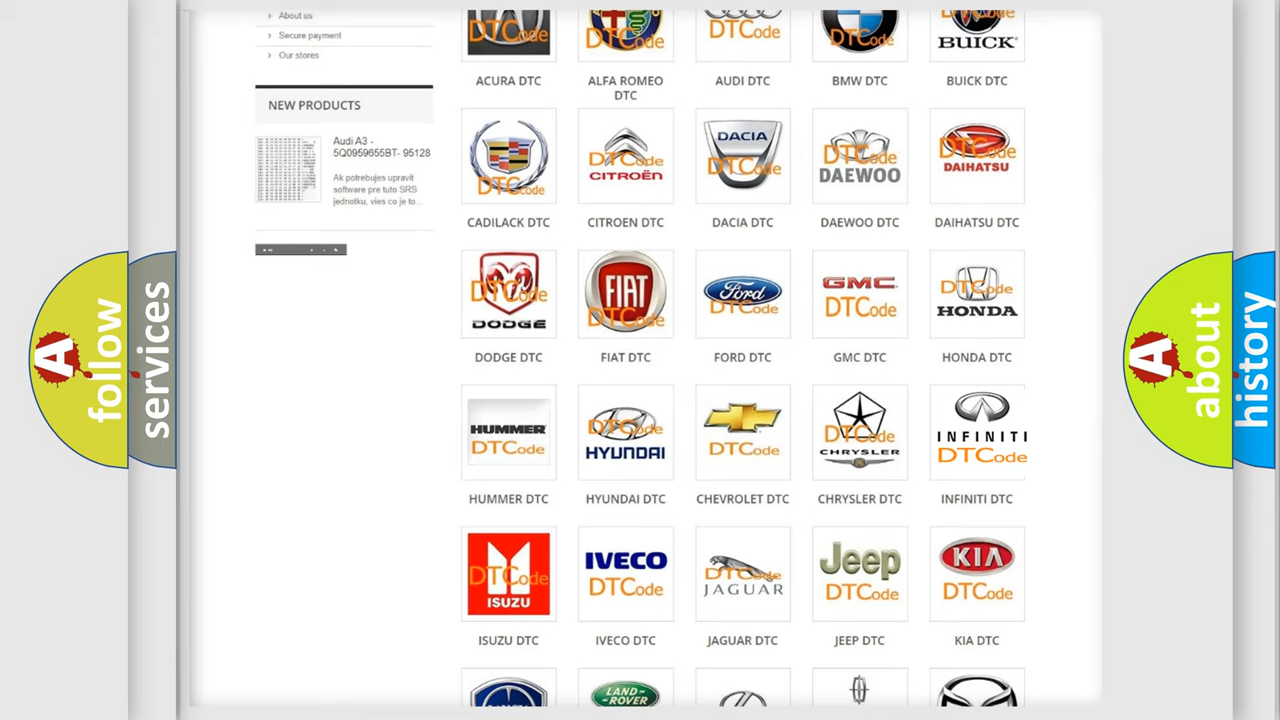 About us
Secure payment
Our stores
NEW PRODUCTS
Audi A3 -
5Q0959655BT- 95128
Ak potrebujes upravit
software pre tuto SRS
jednotku, vies co je to...
DTCode
DTCode
DTCode
DTCode
BUICK
ACURA DTC
ALFA ROMEO
DTC
AUDI DTC
BMW DTC
BUICK DTC
DTCode
DTCode
CITROËN
DACIA
DTCode
DTCode
DAEWOO
DTCode
DAIHATSU
CADILACK DTC
CITROEN DTC
DACIA DTC
DAEWOO DTC
DAIHATSU DTC
DTCode
DODGE
FIAT
DTCode
Ford
DTCode
GMC
DTCode
DTCode
HONDA
DODGE DTC
FIAT DTC
FORD DTC
GMC DTC
HONDA DTC
HUMMER
DTCode
DTCode
HYUNDAI
DTCode
DTCode
CHRYSLER
INFINITI
DTCode
HUMMER DTC
HYUNDAI DTC
CHEVROLET DTC
CHRYSLER DTC
INFINITI DTC
DTCode
ISUZU
IVECO
DTCode
DTCode
JAGUAR
Jeep
DTCode
KIA
DTCode
ISUZU DTC
IVECO DTC
JAGUAR DTC
JEEP DTC
KIA DTC
LAND-
ROVER
A
follow
services
A
about
history